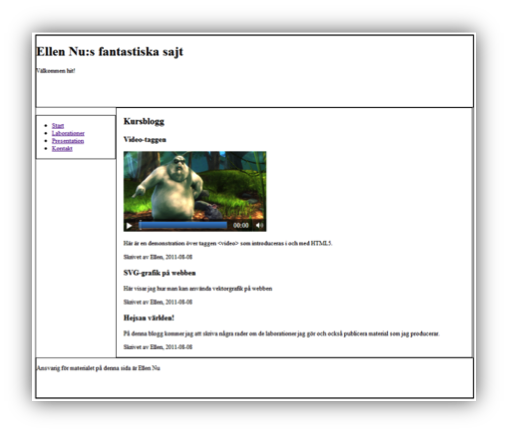 Ellen Nu:s fantastiska sajt
Välkommen hit!
Start
Laborationer
Presentation
Kontakt
Kursblogg
Video-taggen
00:00
Här är en demonstration över taggen <video> som introduceras i och med HTML5.
Skrivet av Ellen, 2011-08-08
SVG-grafik på webben
Här visar jag hur man kan använda vektorgrafik på webben
Skrivet av Ellen, 2011-08-08
Hejsan världen!
På denna blogg kommer jag att skriva några rader om de laborationer jag gör och också publicera material som jag producerar.
Skrivet av Ellen, 2011-08-08
Ansvarig för materialet på denna sida är Ellen Nu